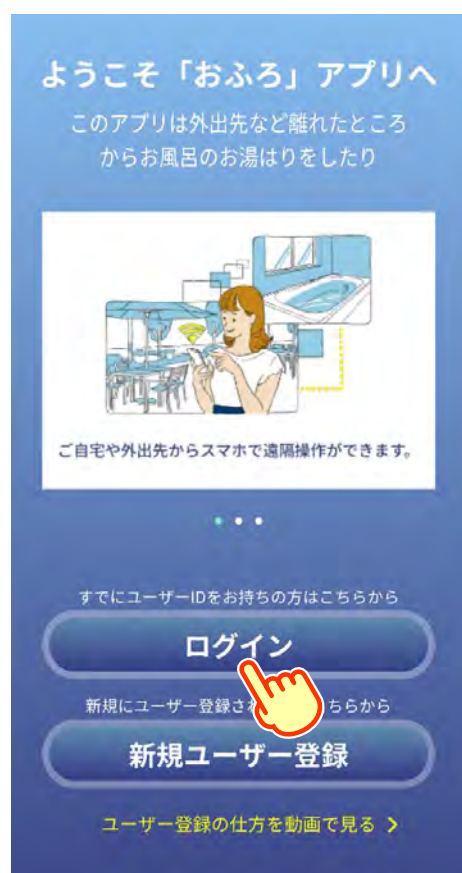 ようこそ「おふろ」アプリへ
このアプリは外出先など離れたところ
からお風呂のお湯はりをしたり
ご自宅や外出先からスマホで遠隔操作ができます。
すでにユーザーIDをお持ちの方はこちらから
ログイン
新規にユーザー登録さ ちらから
新規ユーザー登録
ユーザー登録の仕方を動画で見る